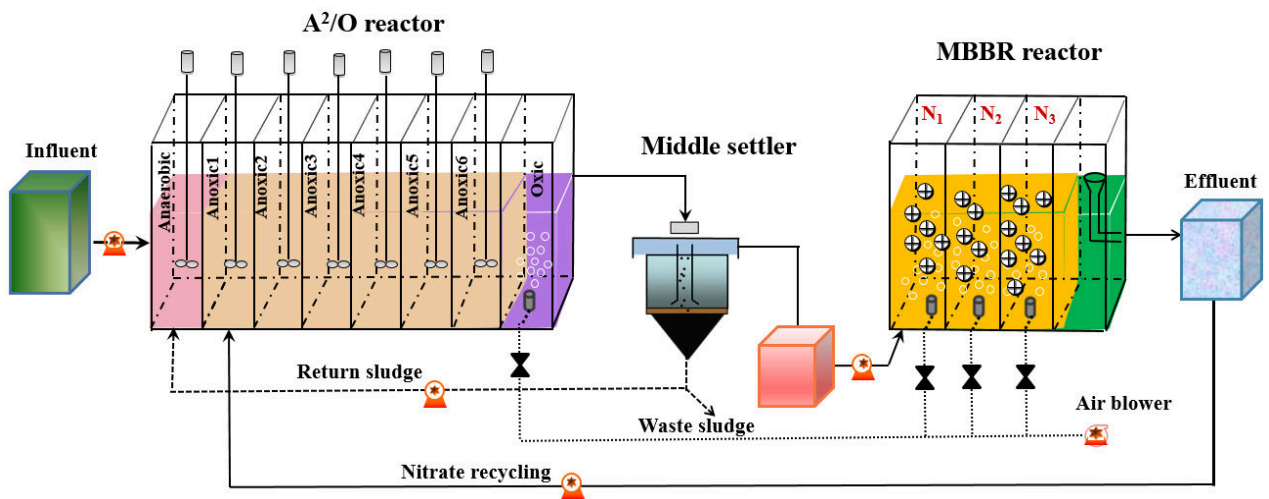 A²/O reactor
MBBR reactor
Influent
Anaerobic
Anoxic1
Anoxic2
Anoxic3
Anoxic4
Anoxic5
Anoxic6
Oxic
Middle settler
N₁
N₂
N₃
Effluent
Return sludge
Waste sludge
Air blower
Nitrate recycling